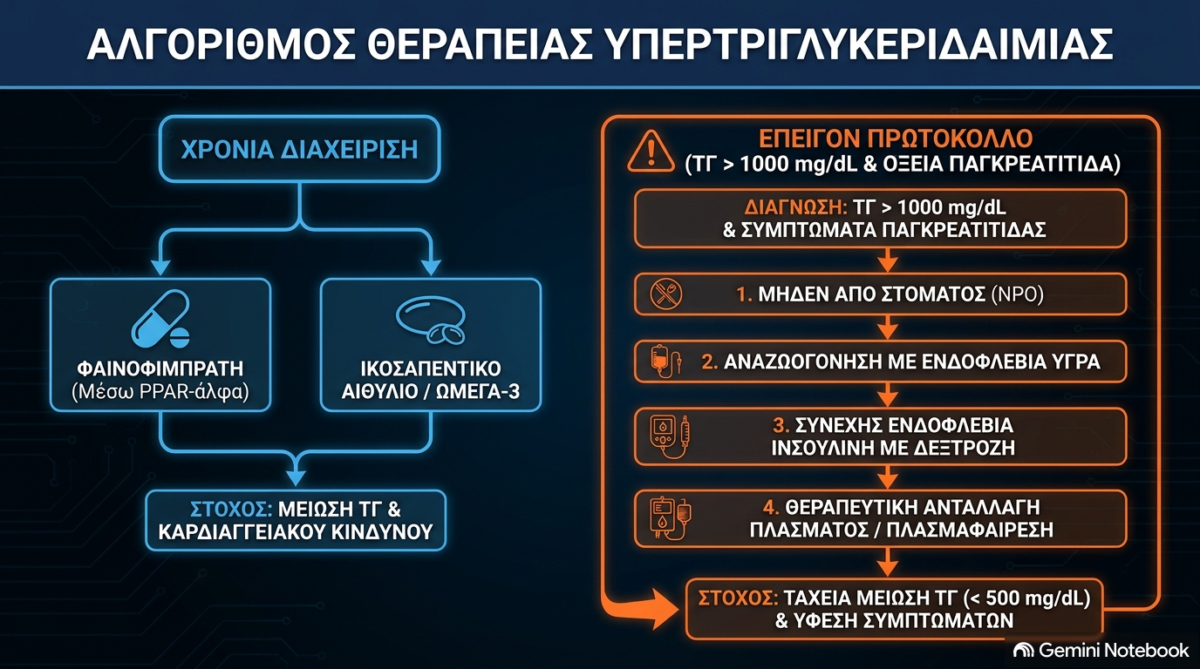 ΑΛΓΟΡΙΘΜΟΣ ΘΕΡΑΠΕΙΑΣ ΥΠΕΡΤΡΙΓΛΥΚΕΡΙΔΑΙΜΙΑΣ
ΧΡΟΝΙΑ ΔΙΑΧΕΙΡΙΣΗ
ΦΑΙΝΟΦΙΜΠΡΑΤΗ
(Μέσω PPAR-άλφα)
ΙΚΟΣΑΠΕΝΤΙΚΟ
ΑΙΘΥΛΙΟ / ΩΜΕΓΑ-3
ΣΤΟΧΟΣ: ΜΕΙΩΣΗ ΤΓ &
ΚΑΡΔΙΑΓΓΕΙΑΚΟΥ ΚΙΝΔΥΝΟΥ
ΕΠΕΙΓΟΝ ΠΡΩΤΟΚΟΛΛΟ
(ΤΓ > 1000 mg/dL & ΟΞΕΙΑ ΠΑΓΚΡΕΑΤΙΤΙΔΑ)
ΔΙΑΓΝΩΣΗ: ΤΓ > 1000 mg/dL
& ΣΥΜΠΤΩΜΑΤΑ ΠΑΓΚΡΕΑΤΙΤΙΔΑΣ
1. ΜΗΔΕΝ ΑΠΟ ΣΤΟΜΑΤΟΣ (NPO)
2. ΑΝΑΖΩΟΓΟΝΗΣΗ ΜΕ ΕΝΔΟΦΛΕΒΙΑ ΥΓΡΑ
3. ΣΥΝΕΧΗΣ ΕΝΔΟΦΛΕΒΙΑ
ΙΝΣΟΥΛΙΝΗ ΜΕ ΔΕΞΤΡΟΖΗ
4. ΘΕΡΑΠΕΥΤΙΚΗ ΑΝΤΑΛΛΑΓΗ
ΠΛΑΣΜΑΤΟΣ / ΠΛΑΣΜΑΦΑΙΡΕΣΗ
ΣΤΟΧΟΣ: ΤΑΧΕΙΑ ΜΕΙΩΣΗ ΤΓ (< 500 mg/dL)
& ΥΦΕΣΗ ΣΥΜΠΤΩΜΑΤΩΝ
Gemini Notebook